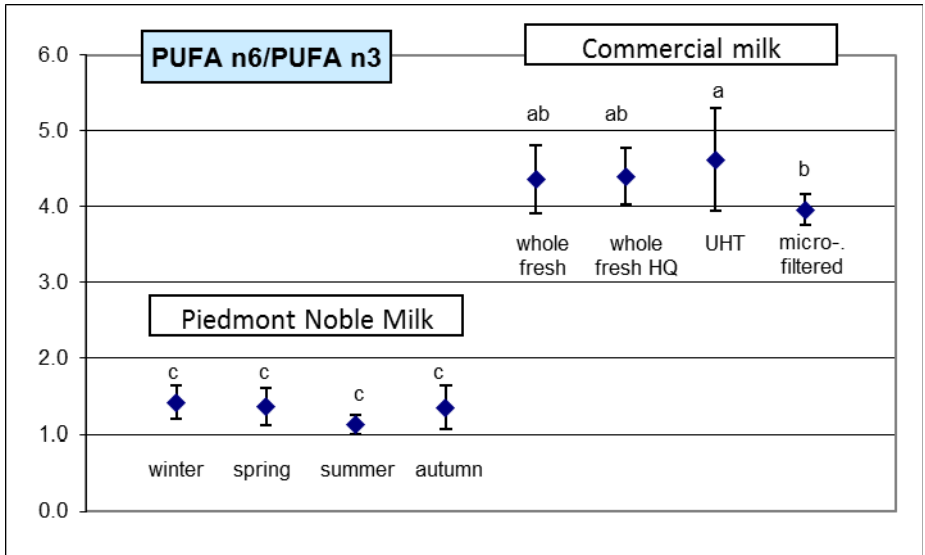 PUFA n6/PUFA n3
Commercial milk
6.0
5.0
4.0
3.0
2.0
1.0
0.0
ab
ab
a
b
whole
fresh
whole
fresh HQ
UHT
micro-.
filtered
Piedmont Noble Milk
c
c
c
c
winter
spring
summer
autumn